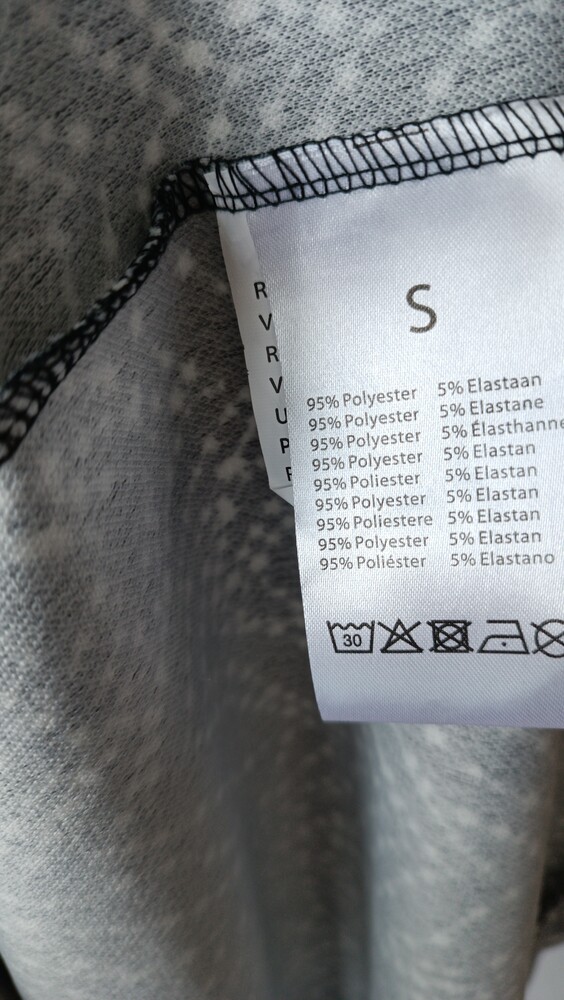 R
V
R
V
U
P
S
95% Polyester 5% Elastaan
95% Polyester 5% Elastane
95% Polyester 5% Élasthanne
95% Polyester 5% Elastan
95% Poliester 5% Elastan
95% Polyester 5% Elastan
95% Poliestere 5% Elastan
95% Polyester 5% Elastan
95% Poliéster 5% Elastano
30